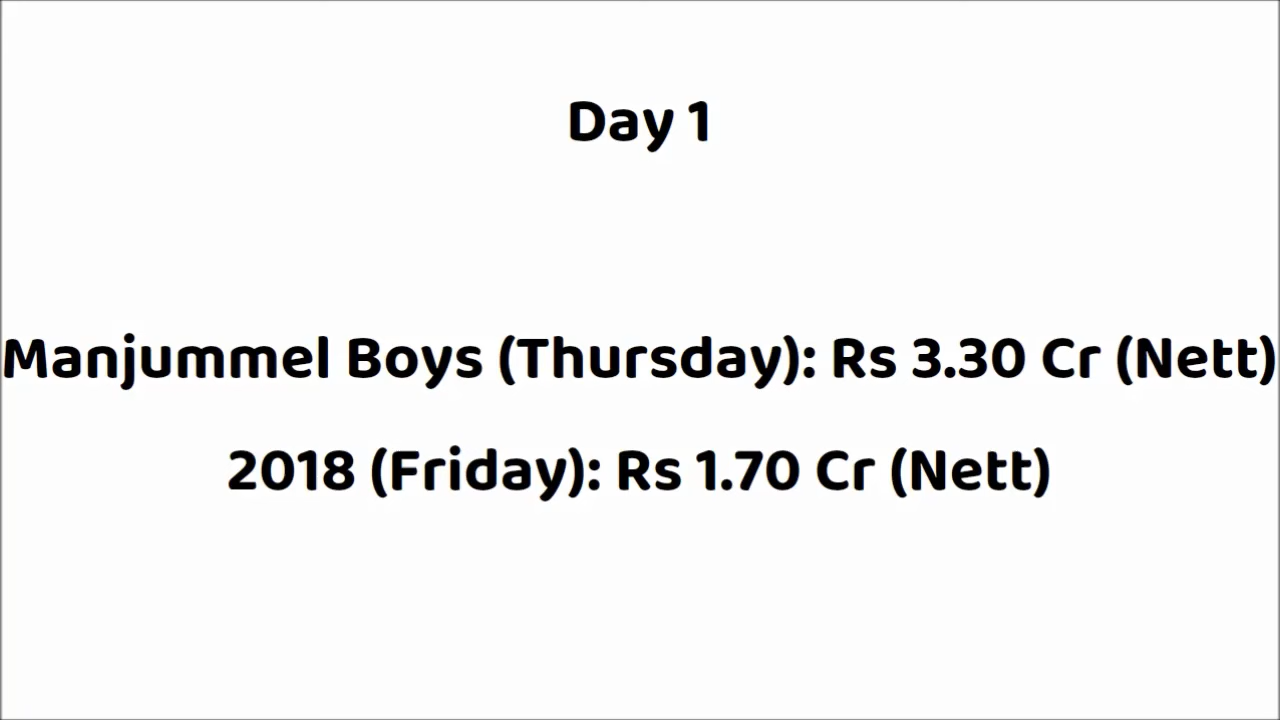 Day 1
Manjummel Boys (Thursday): Rs 3.30 Cr (Nett)
2018 (Friday): Rs 1.70 Cr (Nett)